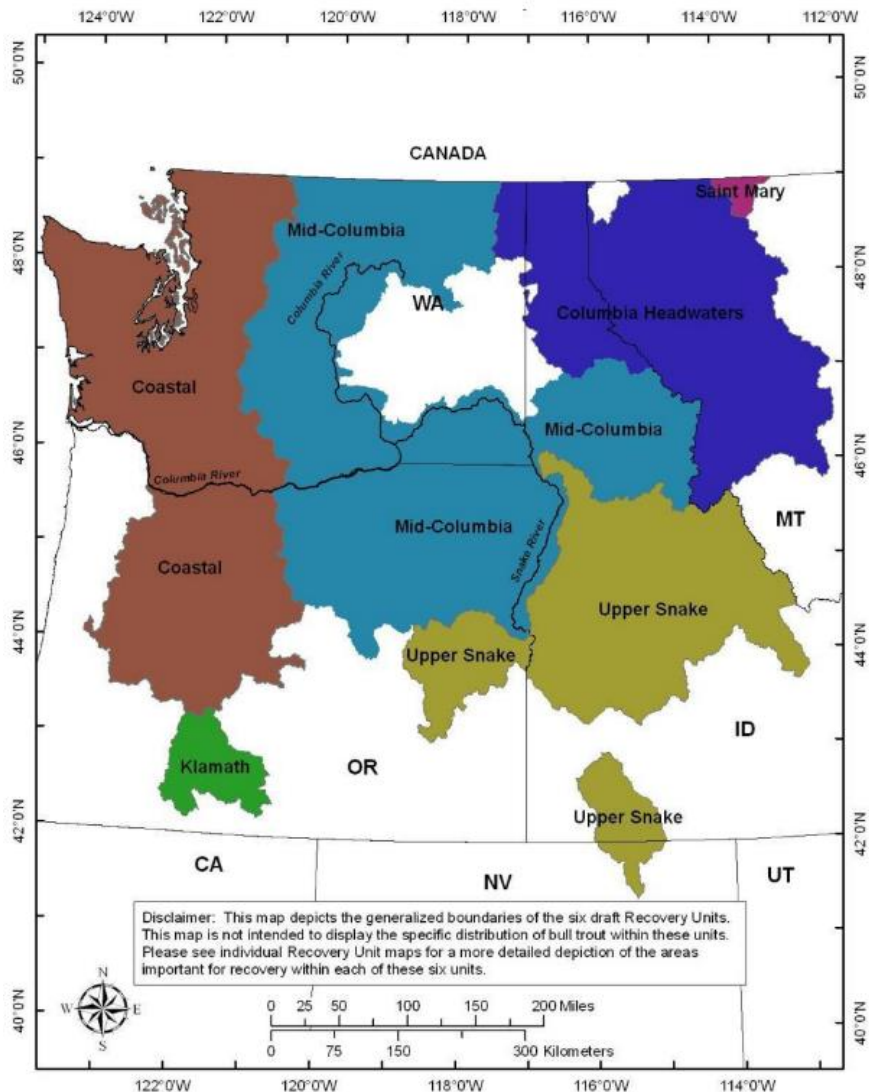 124°0'W 122°0'W 120°0'W 118°0'W 116°0'W 114°0'W 112°0'W
50°0'N 50°0'N
CANADA
Saint Mary
Mid-Columbia
48°0'N 48°0'N
Columbia River
WA
Columbia Headwaters
Coastal
Mid-Columbia
46°0'N 46°0'N
Columbia River
Mid-Columbia
MT
Snake River
Coastal
Upper Snake
44°0'N 44°0'N
Upper Snake
ID
OR
Klamath
Upper Snake
42°0'N 42°0'N
CA
NV
UT
Disclaimer: This map depicts the generalized boundaries of the six draft Recovery Units.
This map is not intended to display the specific distribution of bull trout within these units.
Please see individual Recovery Unit maps for a more detailed depiction of the areas
important for recovery within each of these six units.
N
W E
S
0 25 50 100 150 200 Miles
0 75 150 300 Kilometers
40°0'N 40°0'N
122°0'W 120°0'W 118°0'W 116°0'W 114°0'W